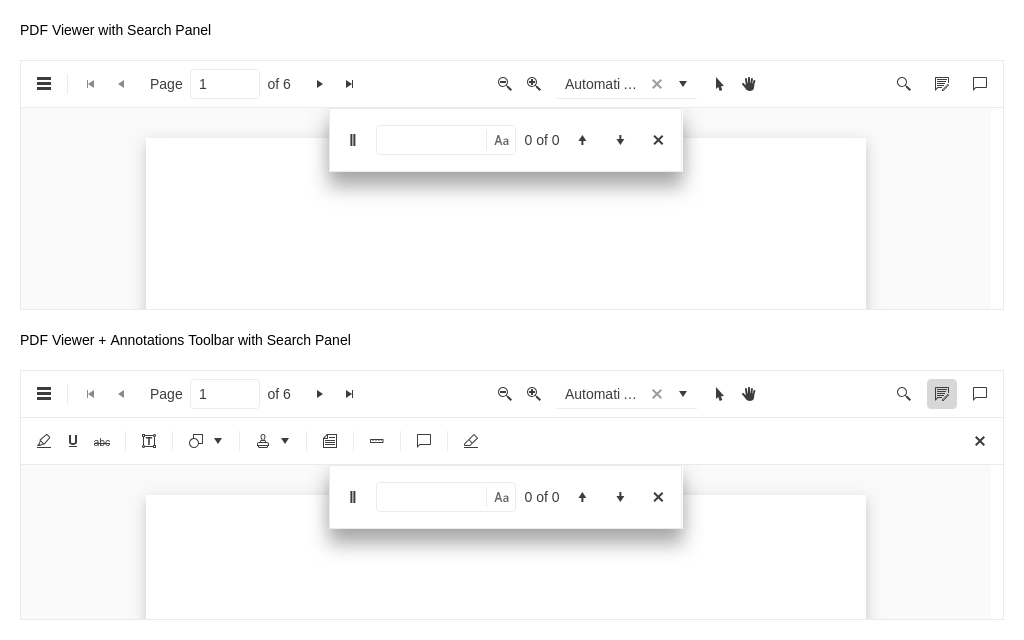 PDF Viewer with Search Panel
Page 1 of 6 Automati ...
Aa 0 of 0
PDF Viewer + Annotations Toolbar with Search Panel
Page 1 of 6 Automati ...
U abc T
Aa 0 of 0